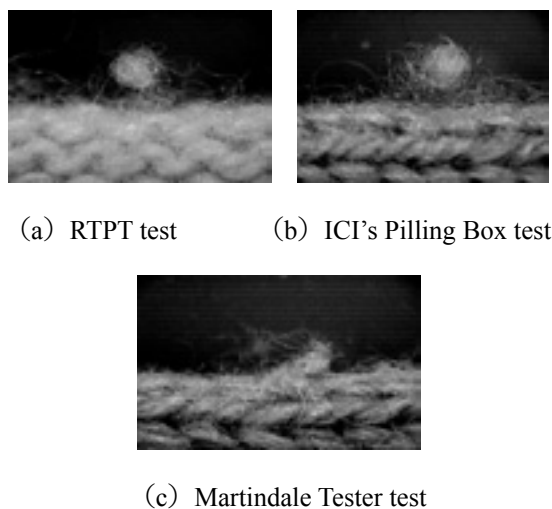 （a）RTPT test
（b）ICI’s Pilling Box test
（c）Martindale Tester test